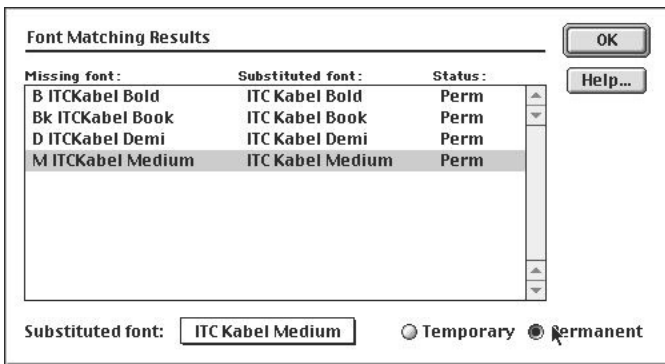 Font Matching Results
OK
Help...
Missing font: Substituted font: Status:
B ITCKabel Bold ITC Kabel Bold Perm
Bk ITCKabel Book ITC Kabel Book Perm
D ITCKabel Demi ITC Kabel Demi Perm
M ITCKabel Medium ITC Kabel Medium Perm
Substituted font: ITC Kabel Medium Temporary Permanent